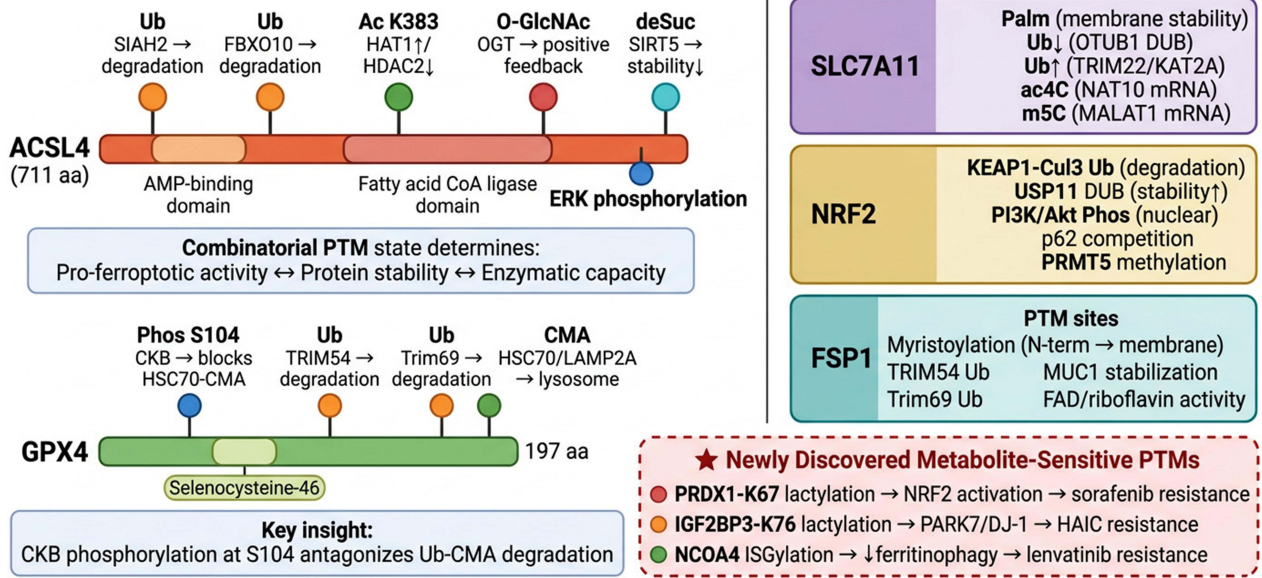 Ub
SIAH2 →
degradation
Ub
FBXO10 →
degradation
Ac K383
HAT1↑/
HDAC2↓
O-GlcNAc
OGT → positive
feedback
deSuc
SIRT5 →
stability↓
ACSL4
(711 aa)
AMP-binding
domain
Fatty acid CoA ligase
domain
ERK phosphorylation
Combinatorial PTM state determines:
Pro-ferroptotic activity ↔ Protein stability ↔ Enzymatic capacity
Phos S104
CKB → blocks
HSC70-CMA
Ub
TRIM54 →
degradation
Ub
Trim69 →
degradation
CMA
HSC70/LAMP2A
→ lysosome
GPX4
197 aa
Selenocysteine-46
Key insight:
CKB phosphorylation at S104 antagonizes Ub-CMA degradation
SLC7A11
Palm (membrane stability)
Ub↓ (OTUB1 DUB)
Ub↑ (TRIM22/KAT2A)
ac4C (NAT10 mRNA)
m5C (MALAT1 mRNA)
NRF2
KEAP1-Cul3 Ub (degradation)
USP11 DUB (stability↑)
PI3K/Akt Phos (nuclear)
p62 competition
PRMT5 methylation
FSP1
PTM sites
Myristoylation (N-term → membrane)
TRIM54 Ub MUC1 stabilization
Trim69 Ub FAD/riboflavin activity
★ Newly Discovered Metabolite-Sensitive PTMs
PRDX1-K67 lactylation → NRF2 activation → sorafenib resistance
IGF2BP3-K76 lactylation → PARK7/DJ-1 → HAIC resistance
NCOA4 ISGylation → ↓ferritinophagy → lenvatinib resistance